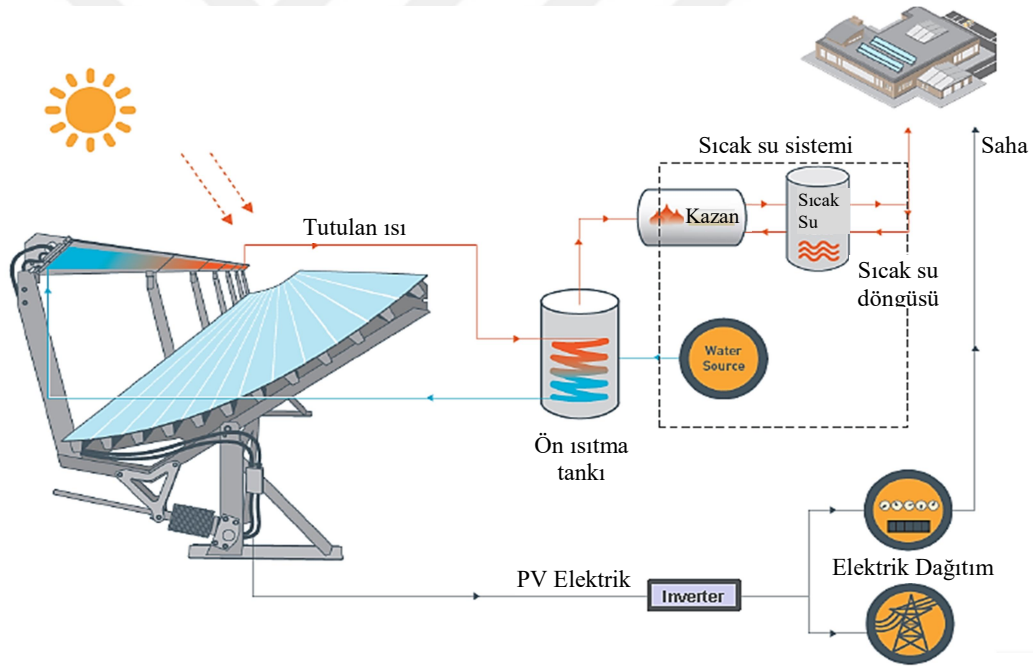 Sıcak su sistemi
Saha
Tutulan ısı
Kazan
Sıcak
Su
Sıcak su
döngüsü
Water
Source
Ön ısıtma
tankı
PV Elektrik
Inverter
Elektrik Dağıtım